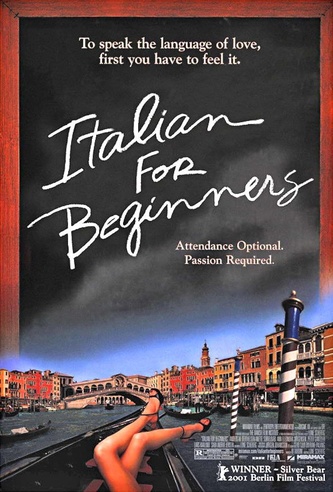 To speak the language of love,
first you have to feel it.
Italian
FOR
Beginners
Attendance Optional.
Passion Required.
R
MIRAMAX
WINNER - Silver Bear
2001 Berlin Film Festival